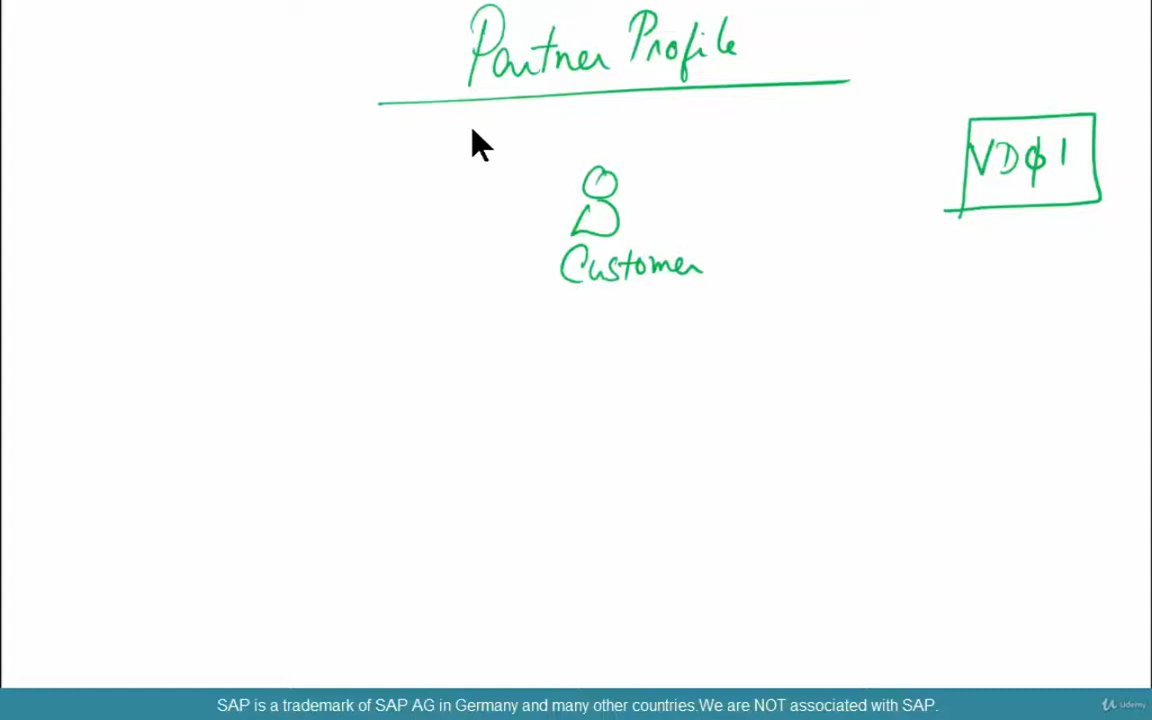 Partner Profile
VD01
Customer
SAP is a trademark of SAP AG in Germany and many other countries.We are NOT associated with SAP.
Udemy